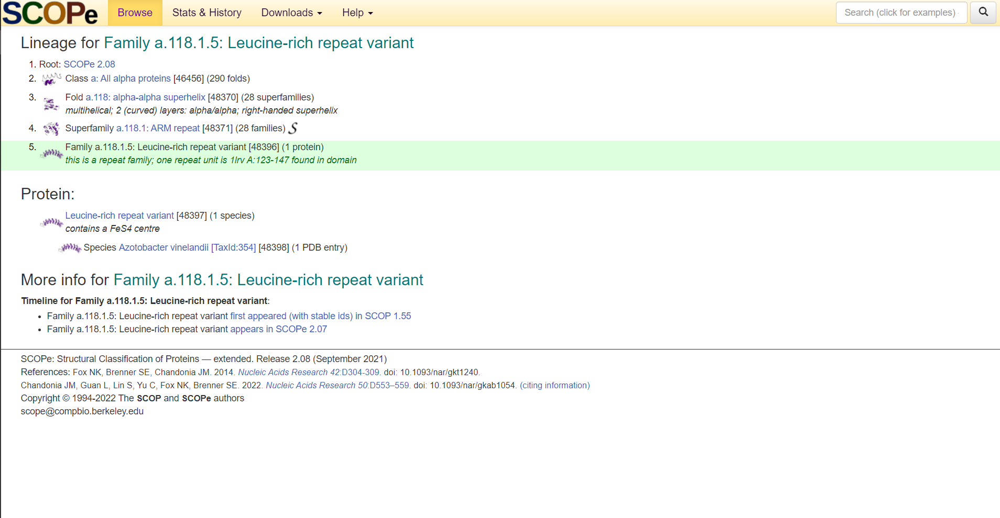 SCOPe Browse Stats & History Downloads Help Search (click for examples)
Lineage for Family a.118.1.5: Leucine-rich repeat variant
1. Root: SCOPe 2.08
2. Class a: All alpha proteins [46456] (290 folds)
3. Fold a.118: alpha-alpha superhelix [48370] (28 superfamilies)
multihelical; 2 (curved) layers: alpha/alpha; right-handed superhelix
4. Superfamily a.118.1: ARM repeat [48371] (28 families) S
5. Family a.118.1.5: Leucine-rich repeat variant [48396] (1 protein)
this is a repeat family; one repeat unit is 1lrv A:123-147 found in domain
Protein:
Leucine-rich repeat variant [48397] (1 species)
contains a FeS4 centre
Species Azotobacter vinelandii [TaxId:354] [48398] (1 PDB entry)
More info for Family a.118.1.5: Leucine-rich repeat variant
Timeline for Family a.118.1.5: Leucine-rich repeat variant:
• Family a.118.1.5: Leucine-rich repeat variant first appeared (with stable ids) in SCOP 1.55
• Family a.118.1.5: Leucine-rich repeat variant appears in SCOPe 2.07
SCOPe: Structural Classification of Proteins — extended. Release 2.08 (September 2021)
References: Fox NK, Brenner SE, Chandonia JM. 2014. Nucleic Acids Research 42:D304-309. doi: 10.1093/nar/gkt1240.
Chandonia JM, Guan L, Lin S, Yu C, Fox NK, Brenner SE. 2022. Nucleic Acids Research 50:D553–559. doi: 10.1093/nar/gkab1054. (citing information)
Copyright © 1994-2022 The SCOP and SCOPe authors
scope@compbio.berkeley.edu